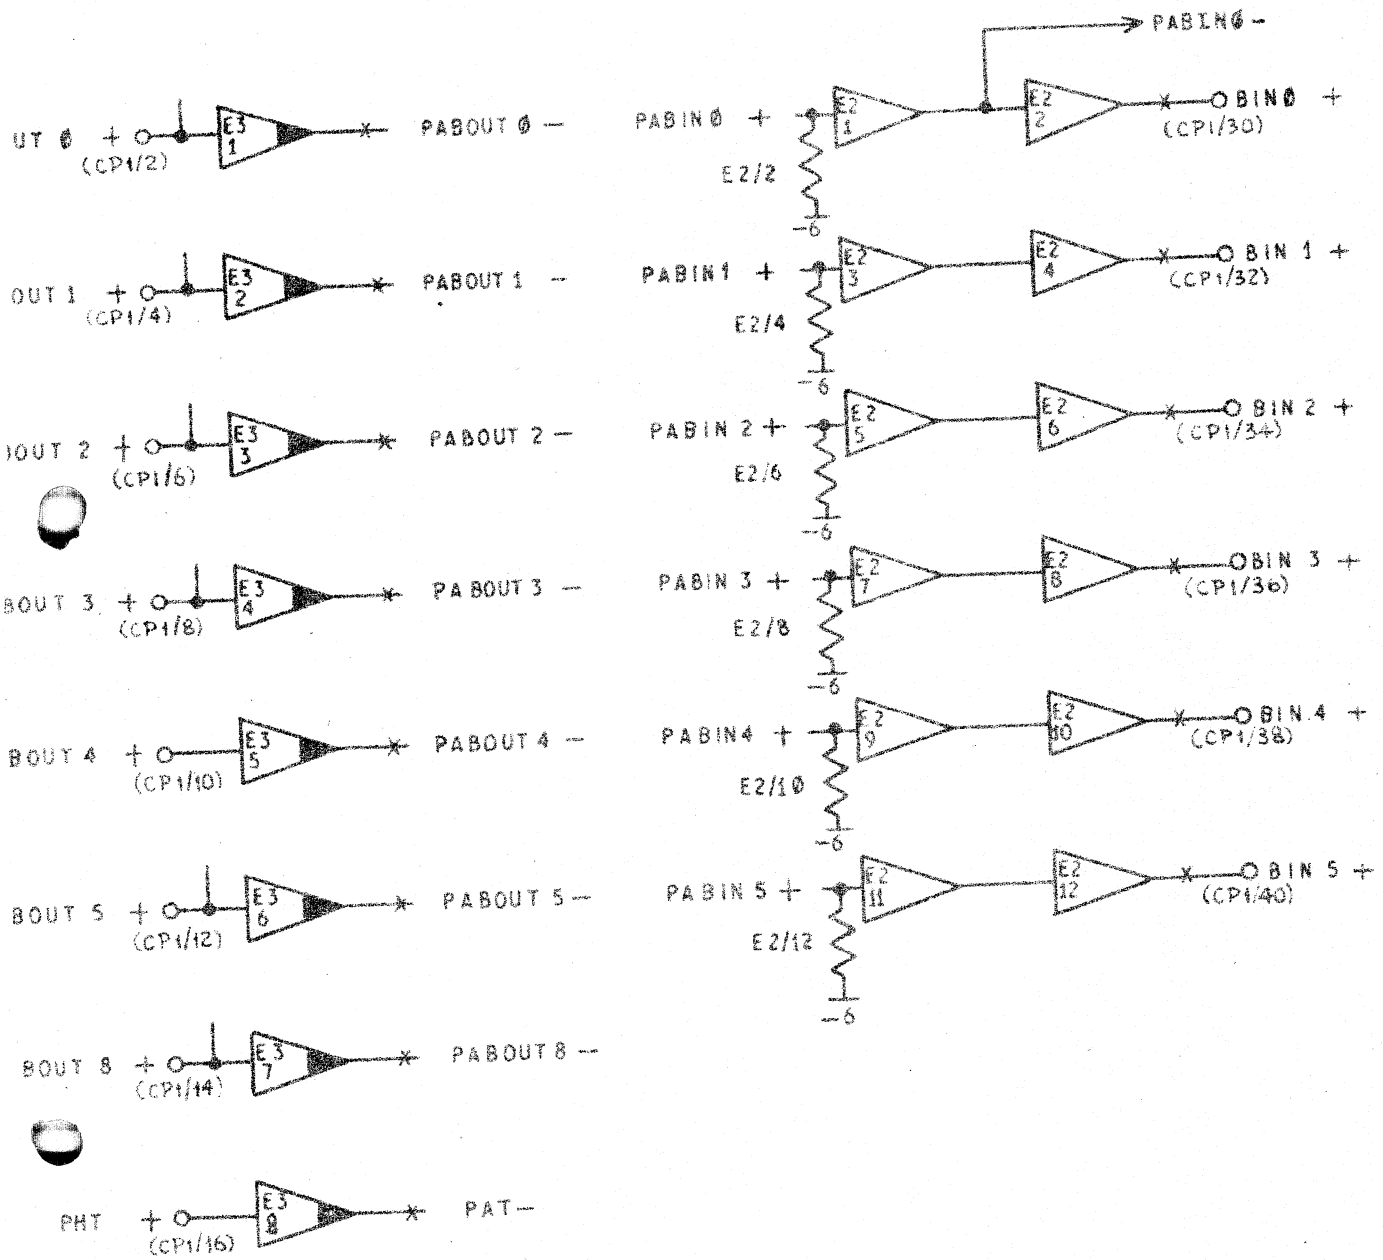 PABINØ -
UT Ø +
(CP1/2)
E3
1
PABOUT Ø -
OUT 1 +
(CP1/4)
E3
2
PABOUT 1 -
OUT 2 +
(CP1/6)
E3
3
PABOUT 2 -
BOUT 3 +
(CP1/8)
E3
4
PABOUT 3 -
BOUT 4 +
(CP1/10)
E3
5
PABOUT 4 -
BOUT 5 +
(CP1/12)
E3
6
PABOUT 5 -
BOUT 8 +
(CP1/14)
E3
7
PABOUT 8 -
PHT +
(CP1/16)
E3
8
PAT -
PABINØ +
E2/2
-6
E2
1
E2
2
BINØ +
(CP1/30)
PABIN1 +
E2/4
-6
E2
3
E2
4
BIN 1 +
(CP1/32)
PABIN 2 +
E2/6
-6
E2
5
E2
6
BIN 2 +
(CP1/34)
PABIN 3 +
E2/8
-6
E2
7
E2
8
BIN 3 +
(CP1/36)
PABIN4 +
E2/1Ø
-6
E2
9
E2
10
BIN 4 +
(CP1/38)
PABIN 5 +
E2/12
-6
E2
11
E2
12
BIN 5 +
(CP1/40)